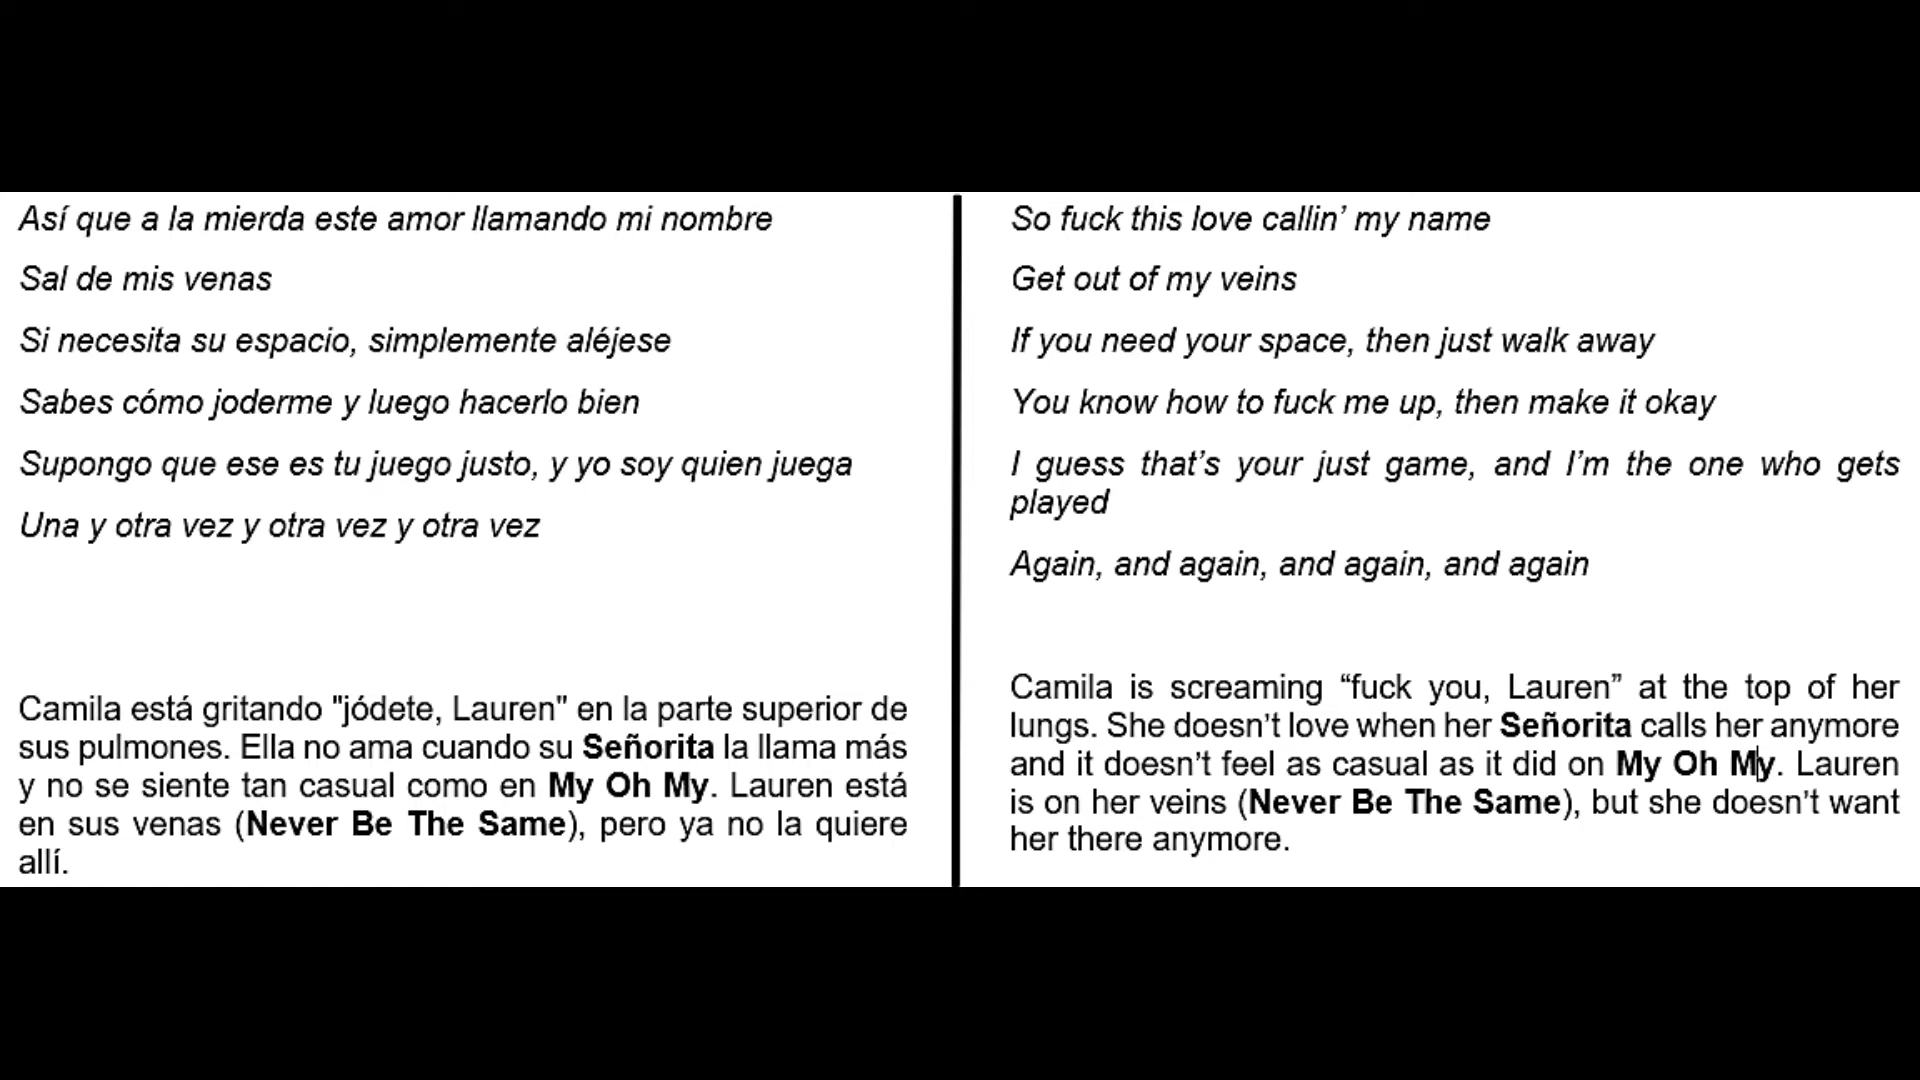 Así que a la mierda este amor llamando mi nombre
Sal de mis venas
Si necesita su espacio, simplemente aléjese
Sabes cómo joderme y luego hacerlo bien
Supongo que ese es tu juego justo, y yo soy quien juega
Una y otra vez y otra vez y otra vez
Camila está gritando "jódete, Lauren" en la parte superior de
sus pulmones. Ella no ama cuando su Señorita la llama más
y no se siente tan casual como en My Oh My. Lauren está
en sus venas (Never Be The Same), pero ya no la quiere
allí.
So fuck this love callin’ my name
Get out of my veins
If you need your space, then just walk away
You know how to fuck me up, then make it okay
I guess that’s your just game, and I’m the one who gets
played
Again, and again, and again, and again
Camila is screaming “fuck you, Lauren” at the top of her
lungs. She doesn’t love when her Señorita calls her anymore
and it doesn’t feel as casual as it did on My Oh My. Lauren
is on her veins (Never Be The Same), but she doesn’t want
her there anymore.